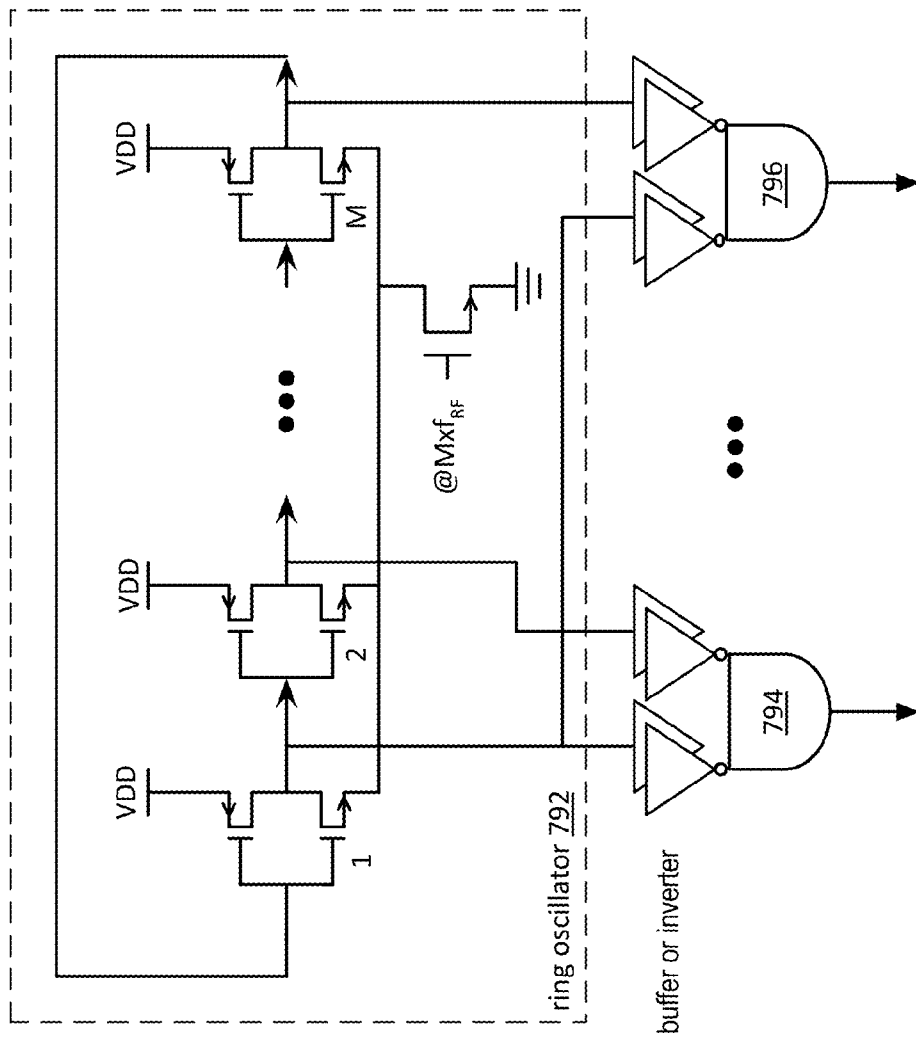 VDD
VDD
VDD
1
2
M
@Mxf_RF
ring oscillator 792
buffer or inverter
794
796